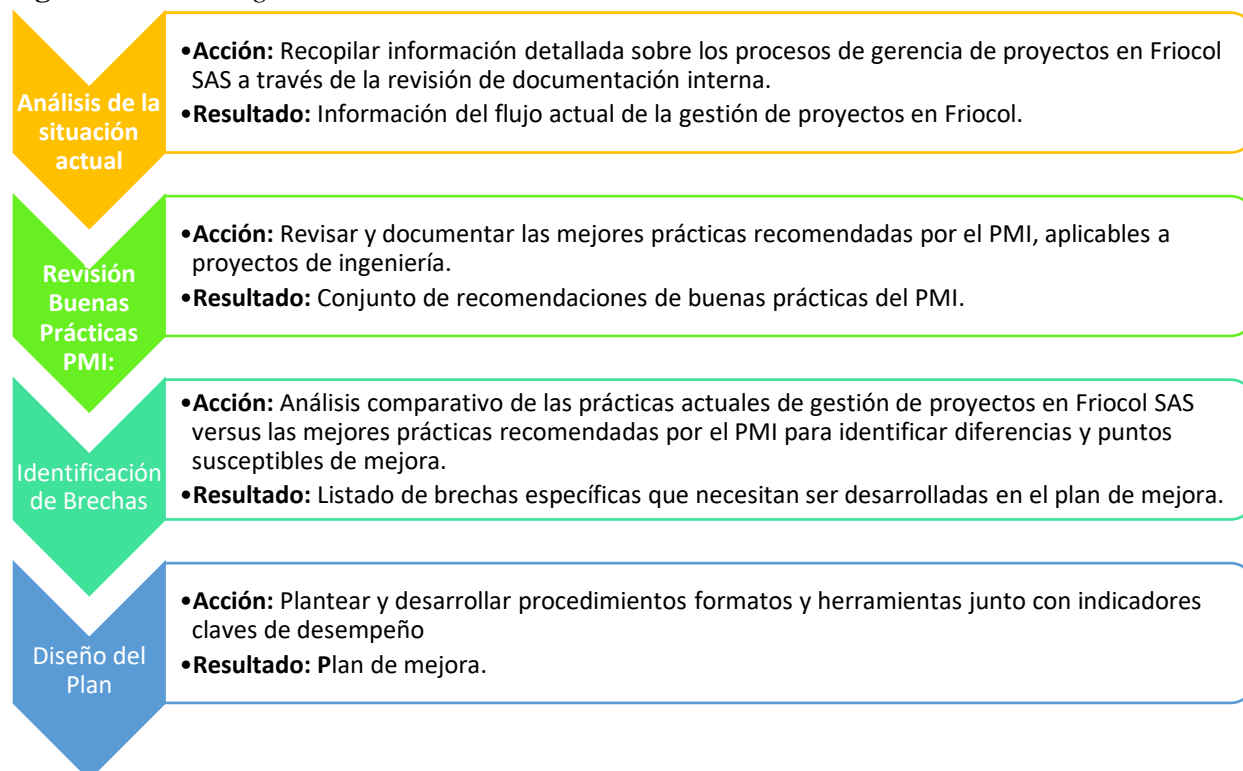 Análisis de la
situación
actual
•Acción: Recopilar información detallada sobre los procesos de gerencia de proyectos en Friocol
SAS a través de la revisión de documentación interna.
•Resultado: Información del flujo actual de la gestión de proyectos en Friocol.
Revisión
Buenas
Prácticas
PMI:
•Acción: Revisar y documentar las mejores prácticas recomendadas por el PMI, aplicables a
proyectos de ingeniería.
•Resultado: Conjunto de recomendaciones de buenas prácticas del PMI.
Identificación
de Brechas
•Acción: Análisis comparativo de las prácticas actuales de gestión de proyectos en Friocol SAS
versus las mejores prácticas recomendadas por el PMI para identificar diferencias y puntos
susceptibles de mejora.
•Resultado: Listado de brechas específicas que necesitan ser desarrolladas en el plan de mejora.
Diseño del
Plan
•Acción: Plantear y desarrollar procedimientos formatos y herramientas junto con indicadores
claves de desempeño
•Resultado: Plan de mejora.